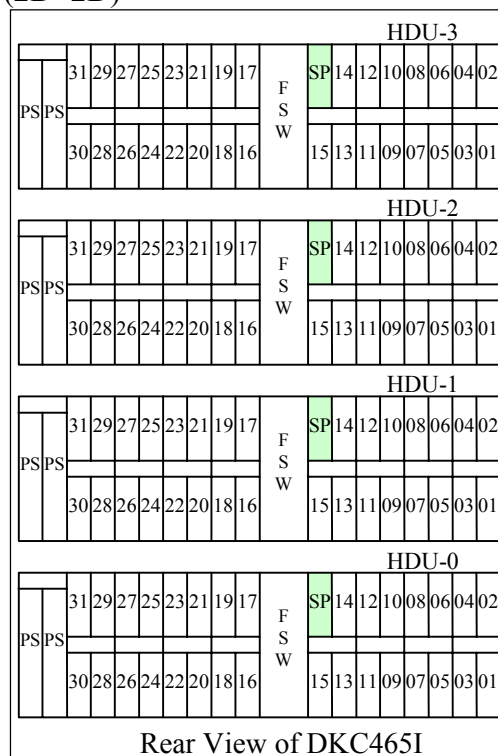 (2D+2D)
HDU-3
31 29 27 25 23 21 19 17 SP 14 12 10 08 06 04 02
PS PS
F
S
W
30 28 26 24 22 20 18 16 15 13 11 09 07 05 03 01
HDU-2
31 29 27 25 23 21 19 17 SP 14 12 10 08 06 04 02
PS PS
F
S
W
30 28 26 24 22 20 18 16 15 13 11 09 07 05 03 01
HDU-1
31 29 27 25 23 21 19 17 SP 14 12 10 08 06 04 02
PS PS
F
S
W
30 28 26 24 22 20 18 16 15 13 11 09 07 05 03 01
HDU-0
31 29 27 25 23 21 19 17 SP 14 12 10 08 06 04 02
PS PS
F
S
W
30 28 26 24 22 20 18 16 15 13 11 09 07 05 03 01
Rear View of DKC465I